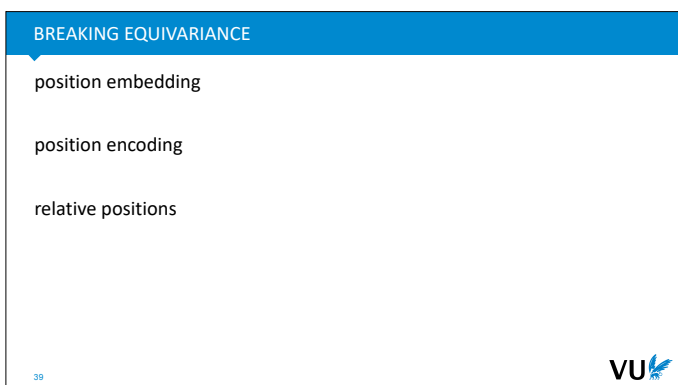 BREAKING EQUIVARIANCE
position embedding
position encoding
relative positions
39
VU